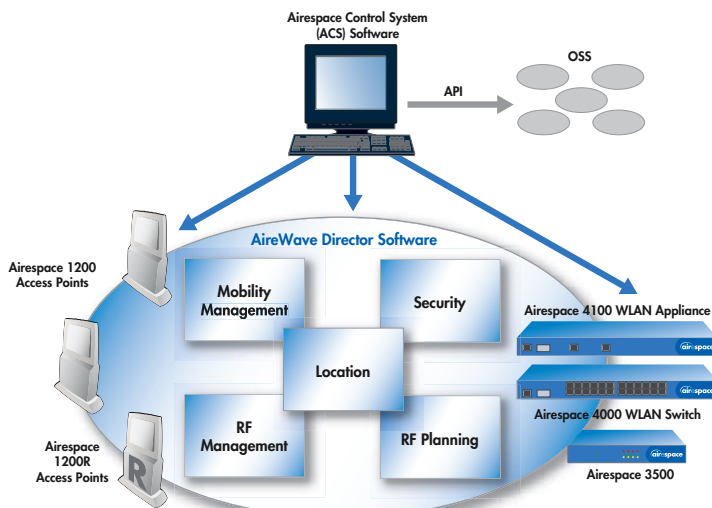 Airespace Control System
(ACS) Software
OSS
API
AireWave Director Software
Airespace 1200
Access Points
Mobility
Management
Security
Airespace 4100 WLAN Appliance
airespace
Location
airespace
Airespace 4000 WLAN Switch
RF
Management
RF Planning
Airespace
1200R
Access Points
R
airespace
Airespace 3500